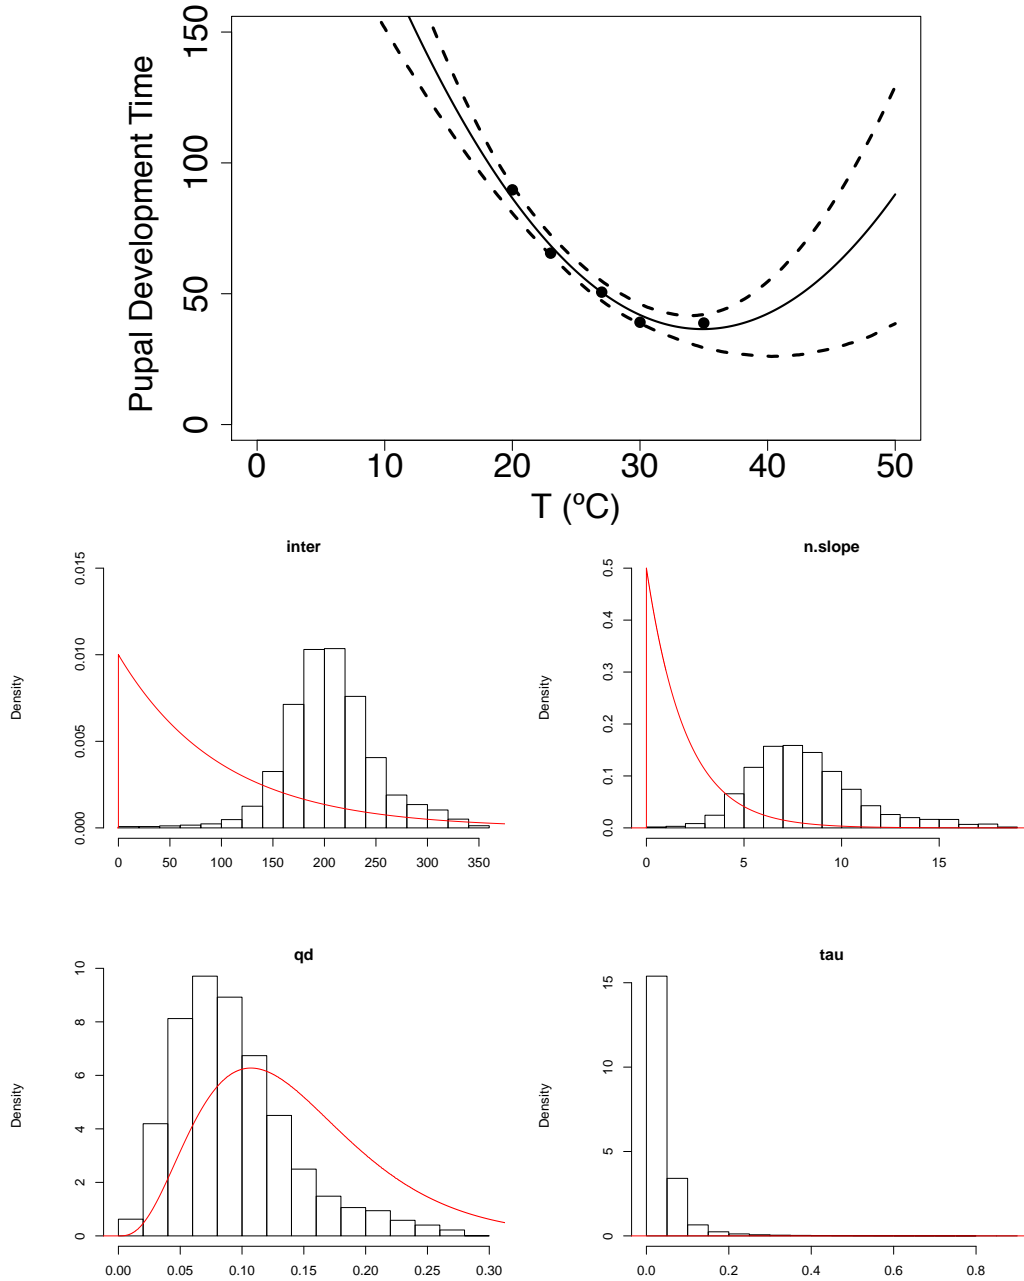 Pupal Development Time
150
100
50
0
0 10 20 30 40 50
T (ºC)
inter
Density
0.015
0.010
0.005
0.000
0 50 100 150 200 250 300 350
n.slope
Density
0.5
0.4
0.3
0.2
0.1
0.0
0 5 10 15
qd
Density
10
8
6
4
2
0
0.00 0.05 0.10 0.15 0.20 0.25 0.30
tau
Density
15
10
5
0
0.0 0.2 0.4 0.6 0.8